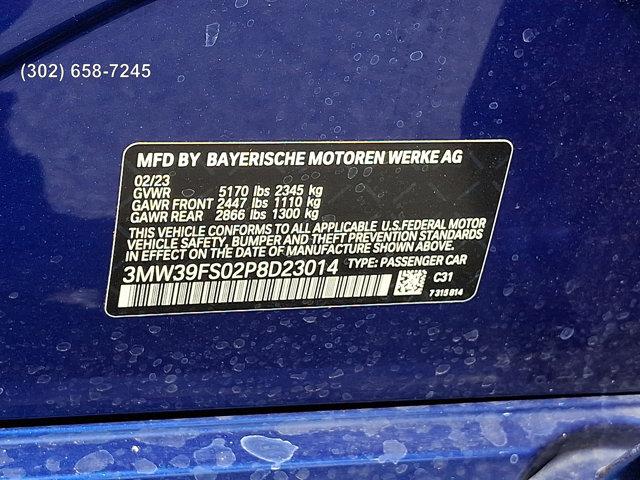 (302) 658-7245
MFD BY BAYERISCHE MOTOREN WERKE AG
02/23
GVWR 5170 lbs 2345 kg
GAWR FRONT 2447 lbs 1110 kg
GAWR REAR 2866 lbs 1300 kg
THIS VEHICLE CONFORMS TO ALL APPLICABLE U.S.FEDERAL MOTOR
VEHICLE SAFETY, BUMPER AND THEFT PREVENTION STANDARDS
IN EFFECT ON THE DATE OF MANUFACTURE SHOWN ABOVE.
3MW39FS02P8D23014 TYPE: PASSENGER CAR
C31
7315814